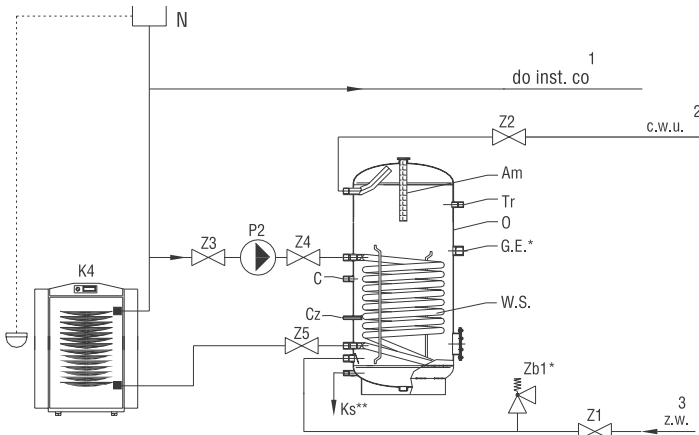 N
1
do inst. co
2
Z2
c.w.u.
Am
Tr
O
G.E.*
Z3
P2
Z4
C
K4
Cz
W.S.
Z5
Zb1*
Ks**
Z1
3
z.w.